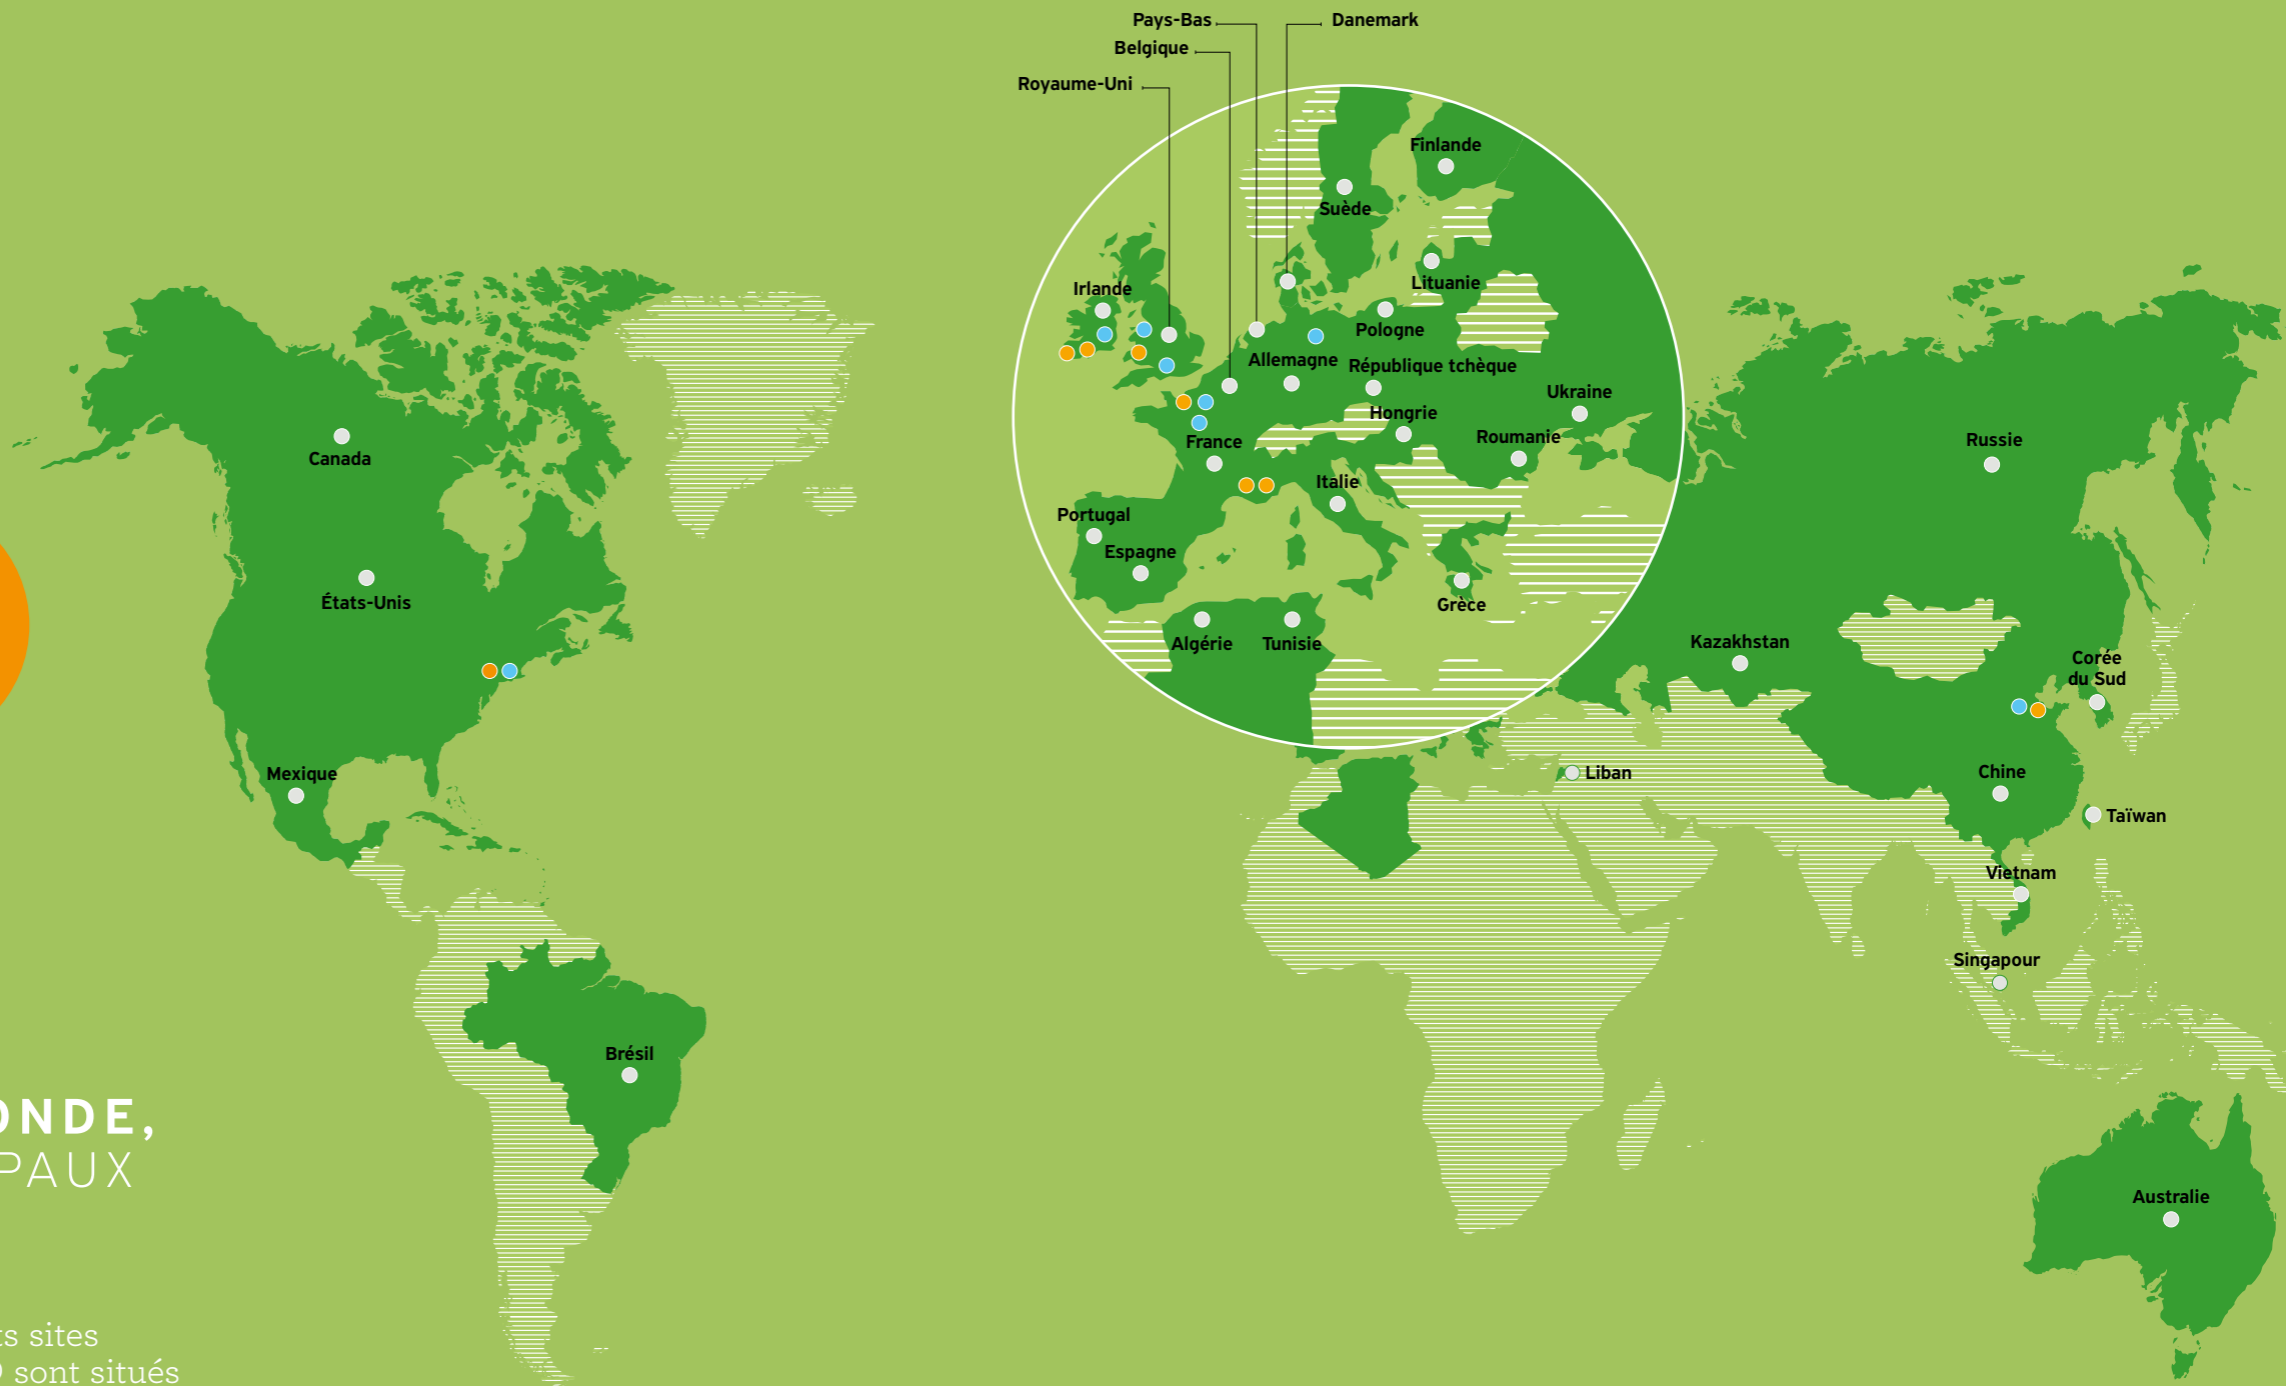 Pays-Bas
Danemark
Belgique
Royaume-Uni
Finlande
Suède
Irlande
Lituanie
Pologne
Allemagne
République tchèque
Ukraine
Hongrie
Roumanie
France
Italie
Portugal
Espagne
Grèce
Algérie
Tunisie
Canada
États-Unis
Mexique
Brésil
Russie
Kazakhstan
Corée
du Sud
Liban
Chine
Taïwan
Vietnam
Singapour
Australie
ONDE,
PAUX
ts sites
sont situés